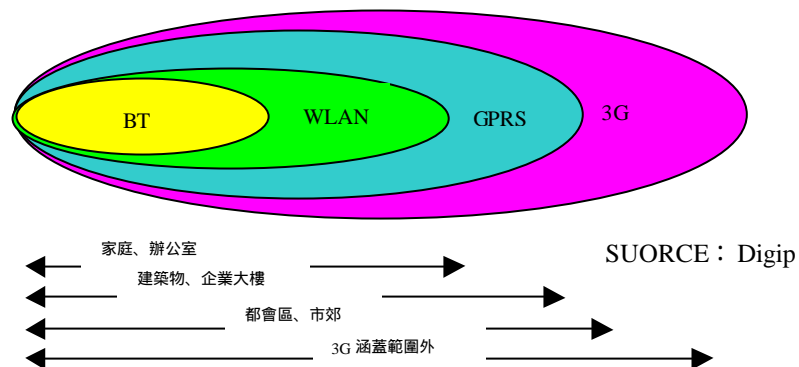 BT
WLAN
GPRS
3G
家庭、辦公室
SUORCE：Digip
建築物、企業大樓
都會區、市郊
3G 涵蓋範圍外